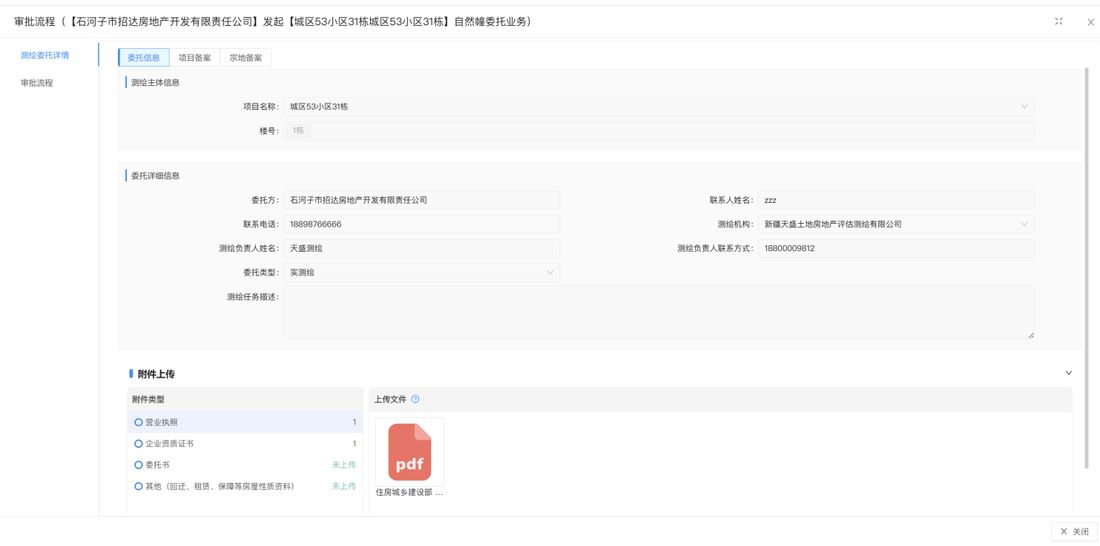 审批流程（【石河子市招达房地产开发有限责任公司】发起【城区53小区31栋城区53小区31栋】自然幢委托业务）
测绘委托详情
审批流程
委托信息 项目备案 宗地备案
测绘主体信息
项目名称： 城区53小区31栋
楼号： 1栋
委托详细信息
委托方： 石河子市招达房地产开发有限责任公司 联系人姓名： zzz
联系电话： 18898766666 测绘机构： 新疆天盛土地房地产评估测绘有限公司
测绘负责人姓名： 天盛测绘 测绘负责人联系方式： 18800009812
委托类型： 实测绘
测绘任务描述：
附件上传
附件类型 上传文件
营业执照 1
企业资质证书 1
委托书 未上传
其他（回迁、租赁、保障等房屋性质资料） 未上传
pdf
住房城乡建设部 ...
关闭